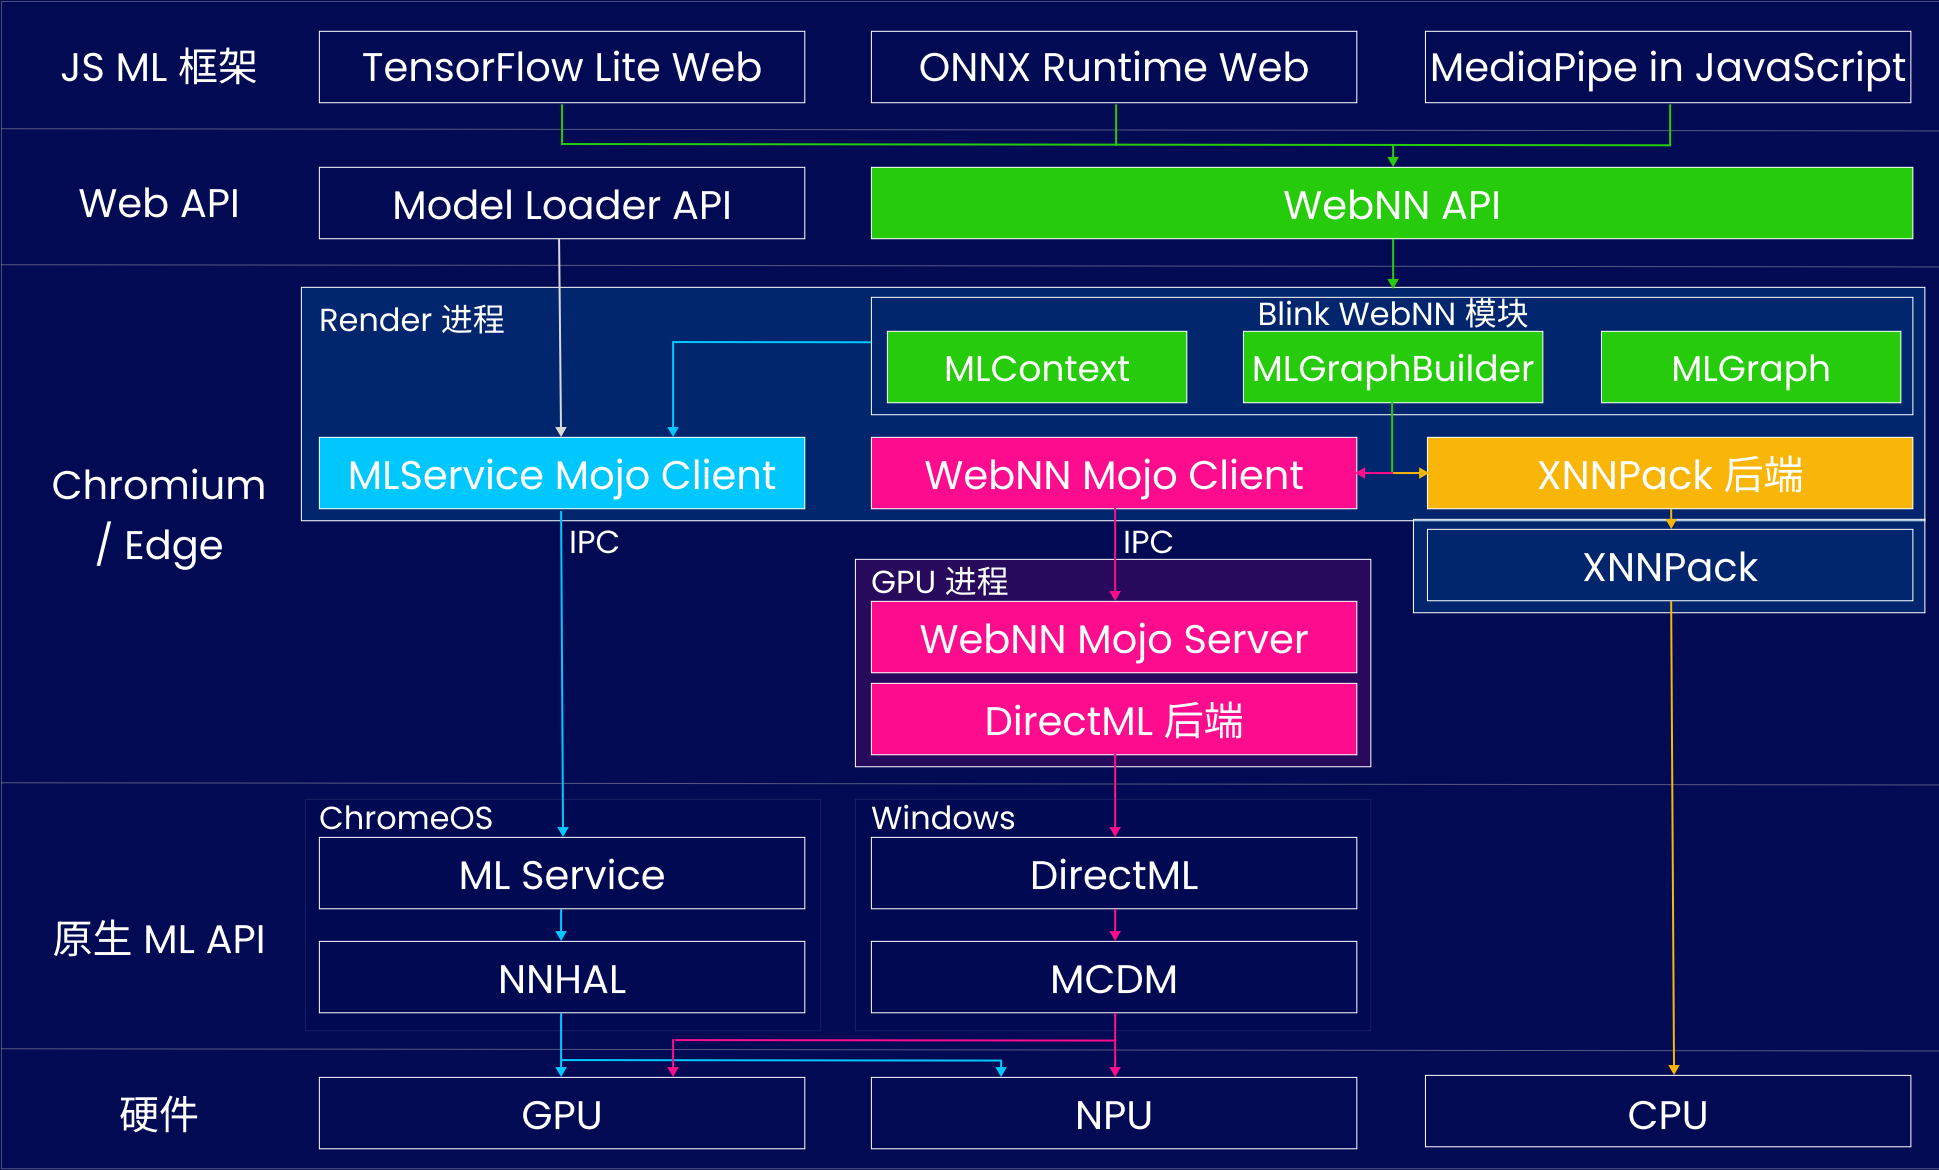 JS ML 框架
TensorFlow Lite Web
ONNX Runtime Web
MediaPipe in JavaScript
Web API
Model Loader API
WebNN API
Chromium
/ Edge
Render 进程
Blink WebNN 模块
MLContext
MLGraphBuilder
MLGraph
MLService Mojo Client
WebNN Mojo Client
XNNPack 后端
IPC
IPC
XNNPack
GPU 进程
WebNN Mojo Server
DirectML 后端
原生 ML API
ChromeOS
Windows
ML Service
DirectML
NNHAL
MCDM
硬件
GPU
NPU
CPU